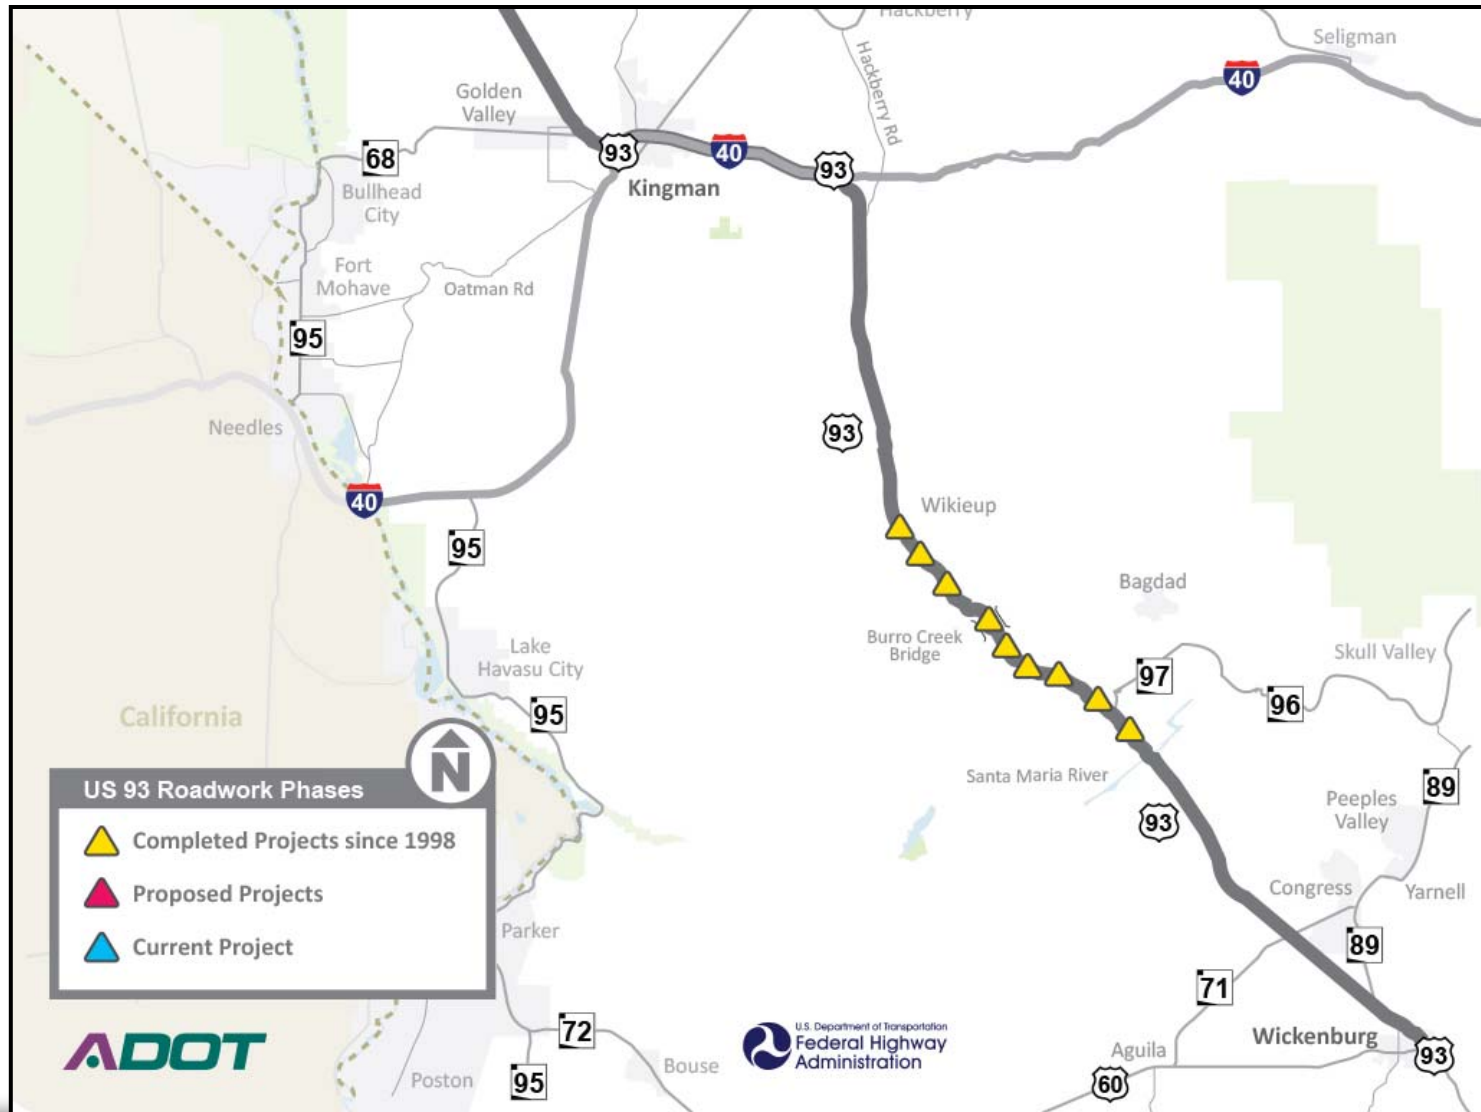 Hackberry
Seligman
40
Hackberry Rd
Golden
Valley
68
93
40
93
Kingman
Bullhead
City
Fort
Mohave
Oatman Rd
95
93
Needles
40
Wikieup
95
Bagdad
Burro Creek
Bridge
Lake
Havasu City
Skull Valley
97
96
95
California
N
Santa Maria River
US 93 Roadwork Phases
Completed Projects since 1998
Proposed Projects
Current Project
89
Peeples
Valley
93
Congress
Yarnell
Parker
89
71
72
Wickenburg
ADOT
U.S. Department of Transportation
Federal Highway
Administration
Aguila
93
Bouse
Poston
95
60